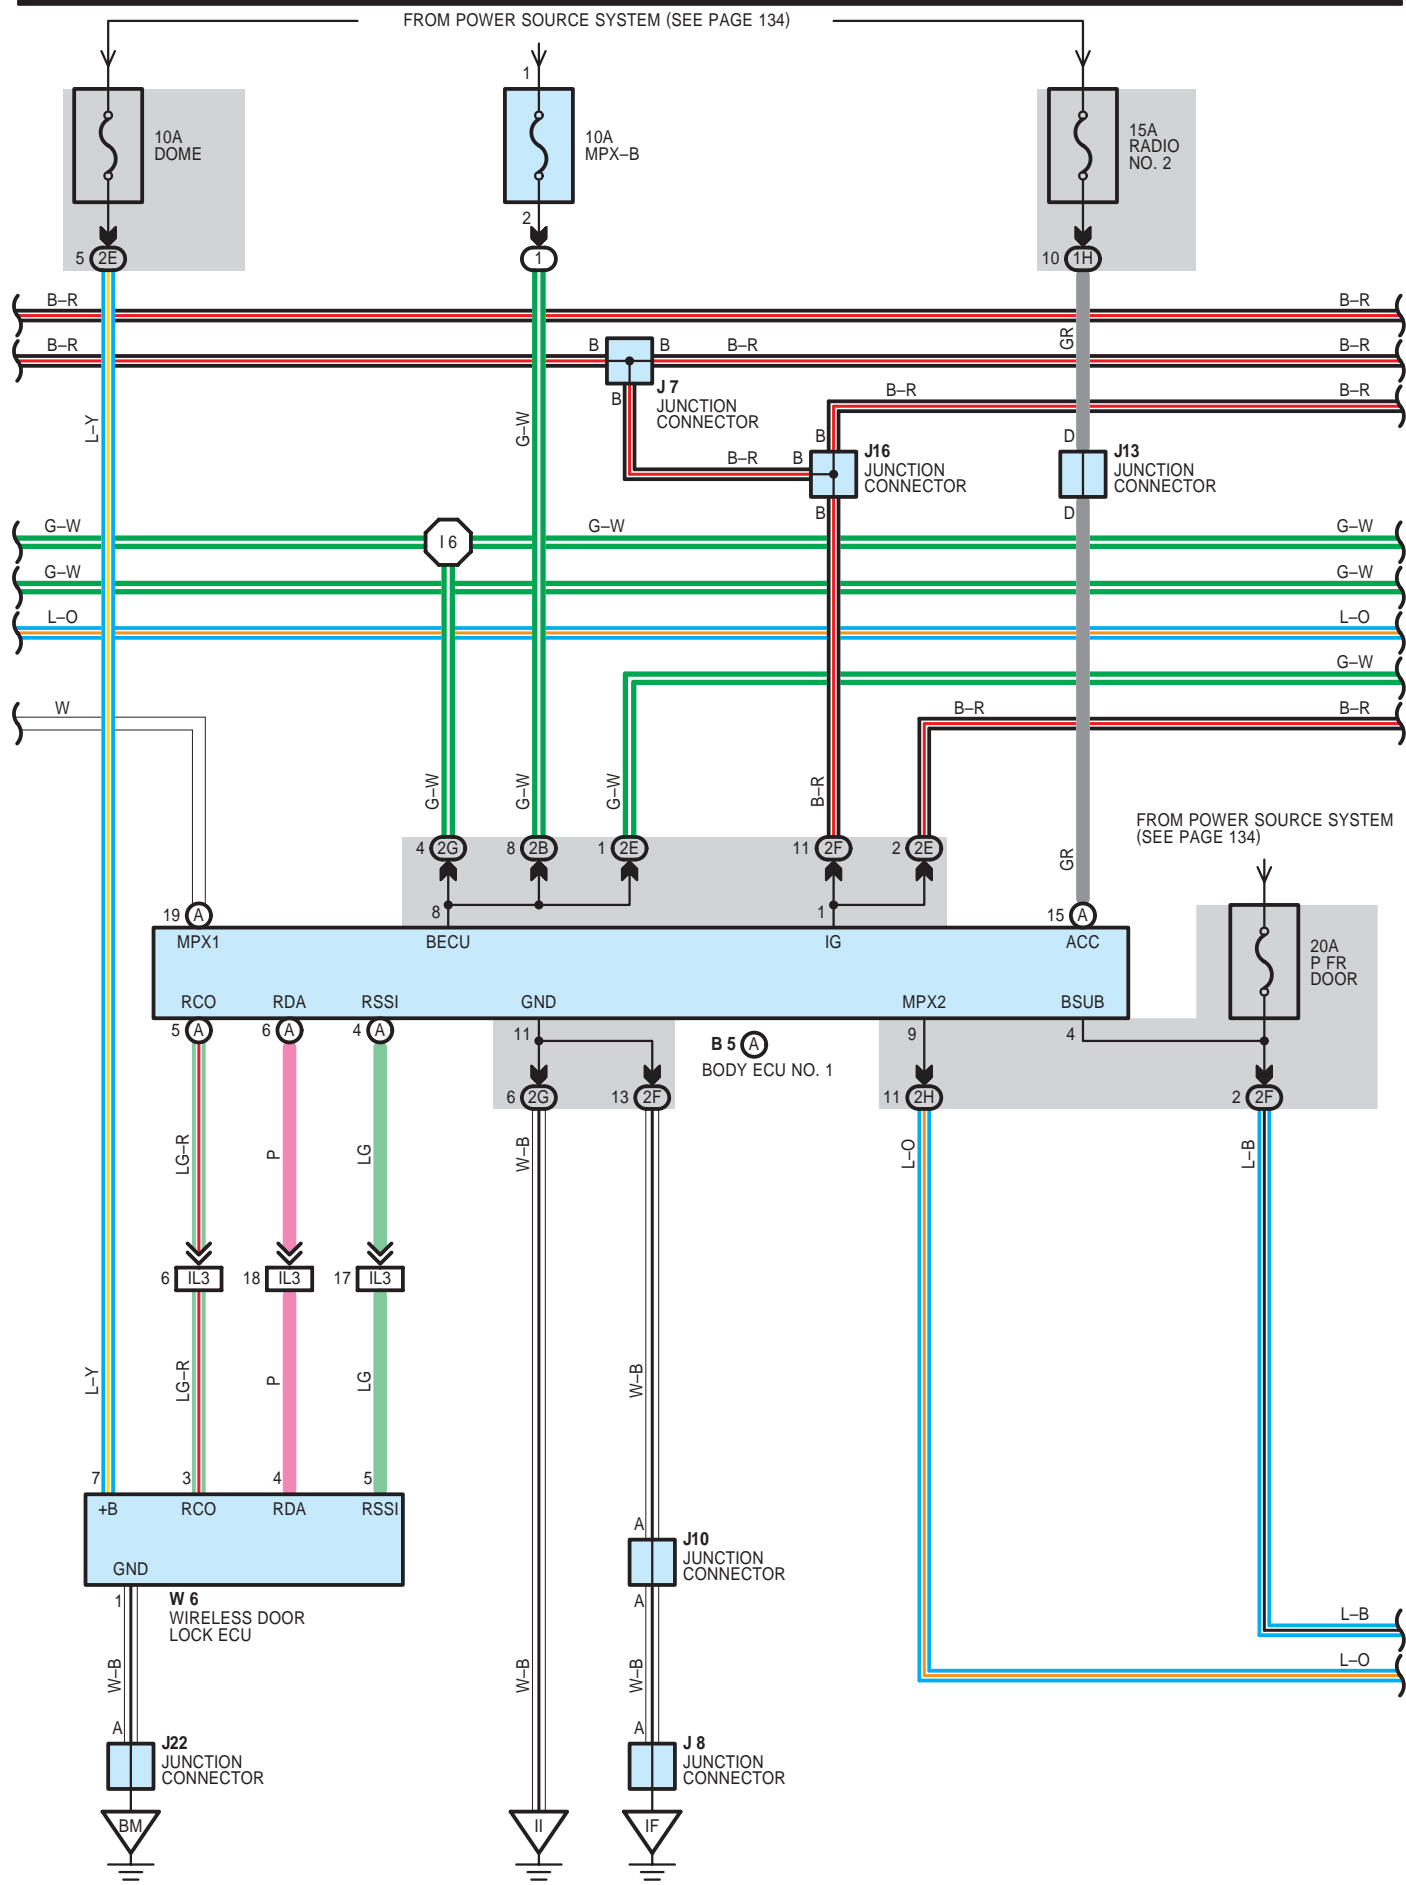 FROM POWER SOURCE SYSTEM (SEE PAGE 134)
1
10A
DOME
10A
MPX–B
15A
RADIO
NO. 2
2
5 2E
1
10 1H
B–R
B–R
GR
B–R
B
B
B–R
B–R
J 7
JUNCTION
CONNECTOR
B
B–R
B–R
L–Y
G–W
B
D
J16
JUNCTION
CONNECTOR
J13
JUNCTION
CONNECTOR
B–R
B
B
D
G–W
I 6
G–W
G–W
G–W
G–W
L–O
L–O
G–W
W
B–R
B–R
G–W
G–W
G–W
B–R
FROM POWER SOURCE SYSTEM
(SEE PAGE 134)
4 2G
8 2B
1 2E
11 2F
2 2E
GR
19 A
8
1
15 A
MPX1
BECU
IG
ACC
20A
P FR
DOOR
RCO
RDA
RSSI
GND
MPX2
BSUB
5 A
6 A
4 A
11
9
4
B 5 A
BODY ECU NO. 1
6 2G
13 2F
11 2H
2 2F
LG–R
P
LG
W–B
L–O
L–B
6 IL3
18 IL3
17 IL3
L–Y
LG–R
P
LG
W–B
7
3
4
5
+B
RCO
RDA
RSSI
GND
A
J10
JUNCTION
CONNECTOR
A
1
W 6
WIRELESS DOOR
LOCK ECU
L–B
L–O
W–B
W–B
W–B
A
J22
JUNCTION
CONNECTOR
A
J 8
JUNCTION
CONNECTOR
BM
II
IF